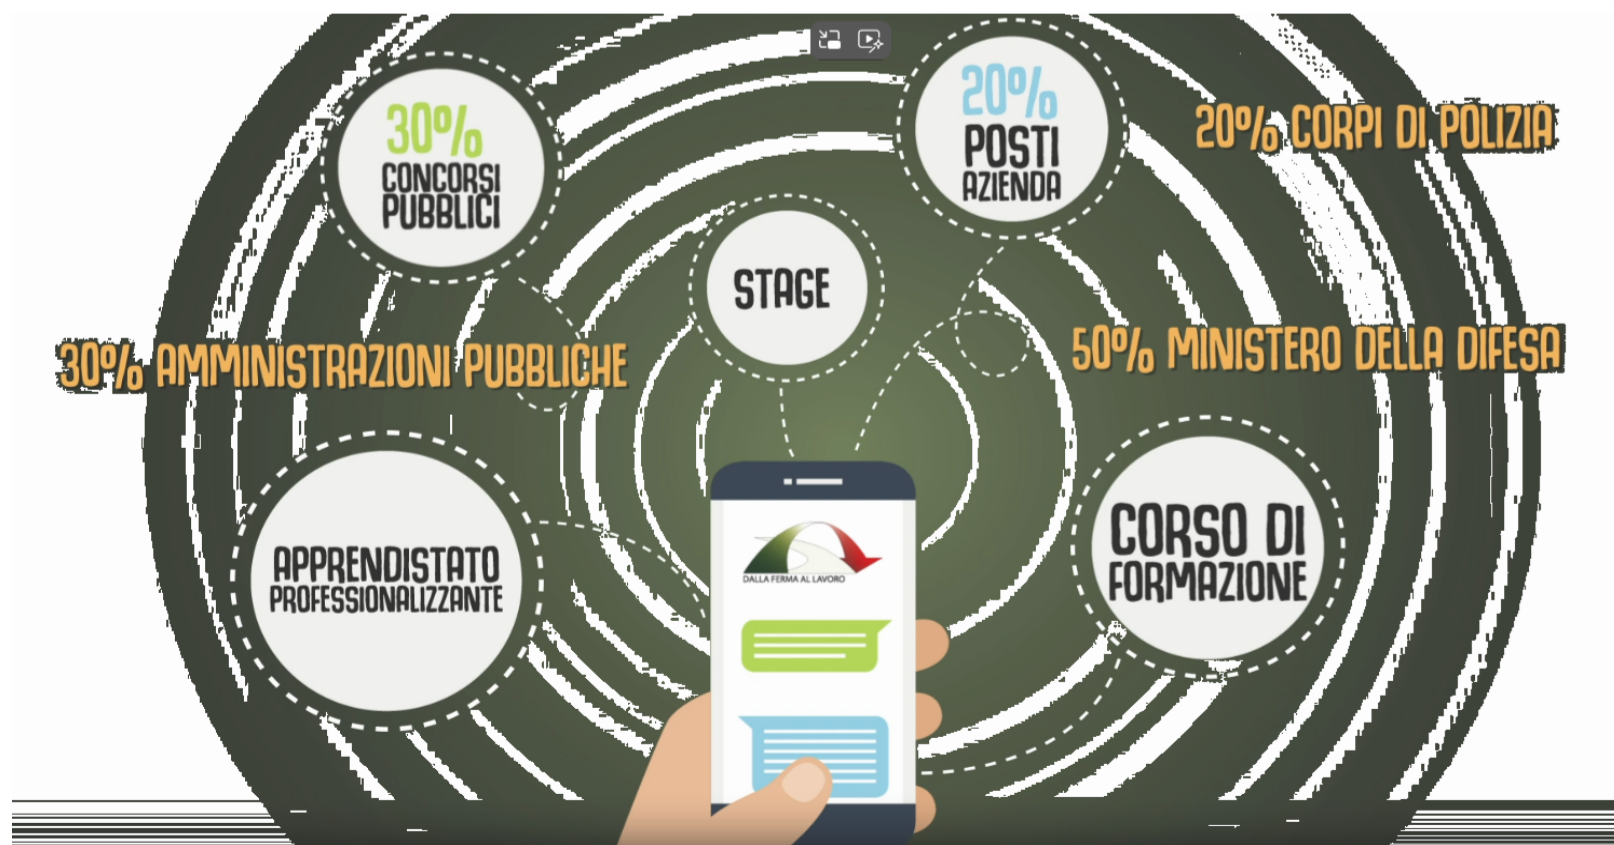 30%
CONCORSI
PUBBLICI
20%
POSTI
AZIENDA
20% CORPI DI POLIZIA
STAGE
30% AMMINISTRAZIONI PUBBLICHE
50% MINISTERO DELLA DIFESA
APPRENDISTATO
PROFESSIONALIZZANTE
CORSO DI
FORMAZIONE
DALLA FERMA AL LAVORO